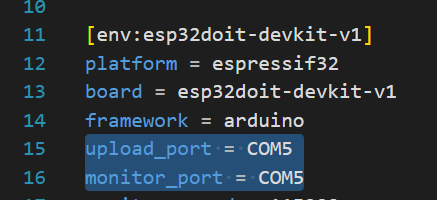 10
11 [env:esp32doit-devkit-v1]
12 platform = espressif32
13 board = esp32doit-devkit-v1
14 framework = arduino
15 upload_port = COM5
16 monitor_port = COM5